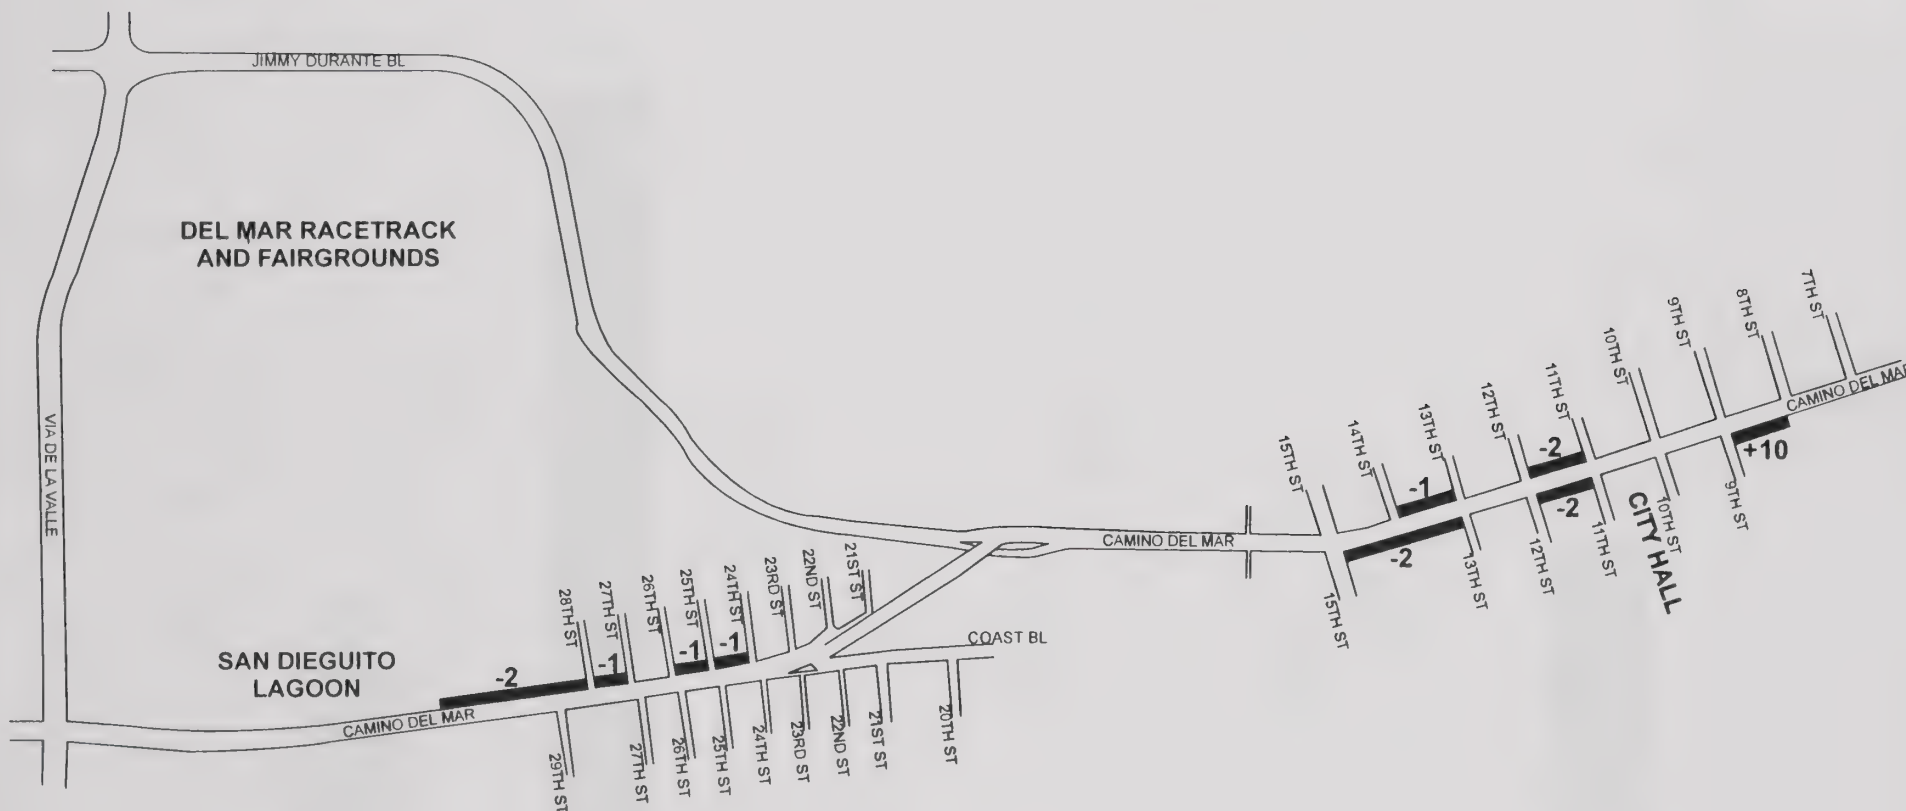 JIMMY DURANTE BL
DEL MAR RACETRACK
AND FAIRGROUNDS
VIA DE LA VALLE
SAN DIEGUITO
LAGOON
CAMINO DEL MAR
-2
28TH ST
-1
27TH ST
26TH ST
-1
25TH ST
-1
24TH ST
23RD ST
22ND ST
21ST ST
COAST BL
29TH ST
27TH ST
26TH ST
25TH ST
24TH ST
23RD ST
22ND ST
21ST ST
20TH ST
CAMINO DEL MAR
15TH ST
14TH ST
-1
13TH ST
12TH ST
-2
11TH ST
10TH ST
9TH ST
8TH ST
7TH ST
CAMINO DEL MAR
15TH ST
-2
13TH ST
12TH ST
-2
11TH ST
CITY HALL
10TH ST
9TH ST
+10